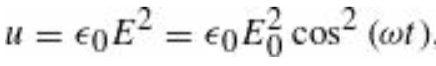 u = ϵ₀E² = ϵ₀E₀² cos² (ωt).